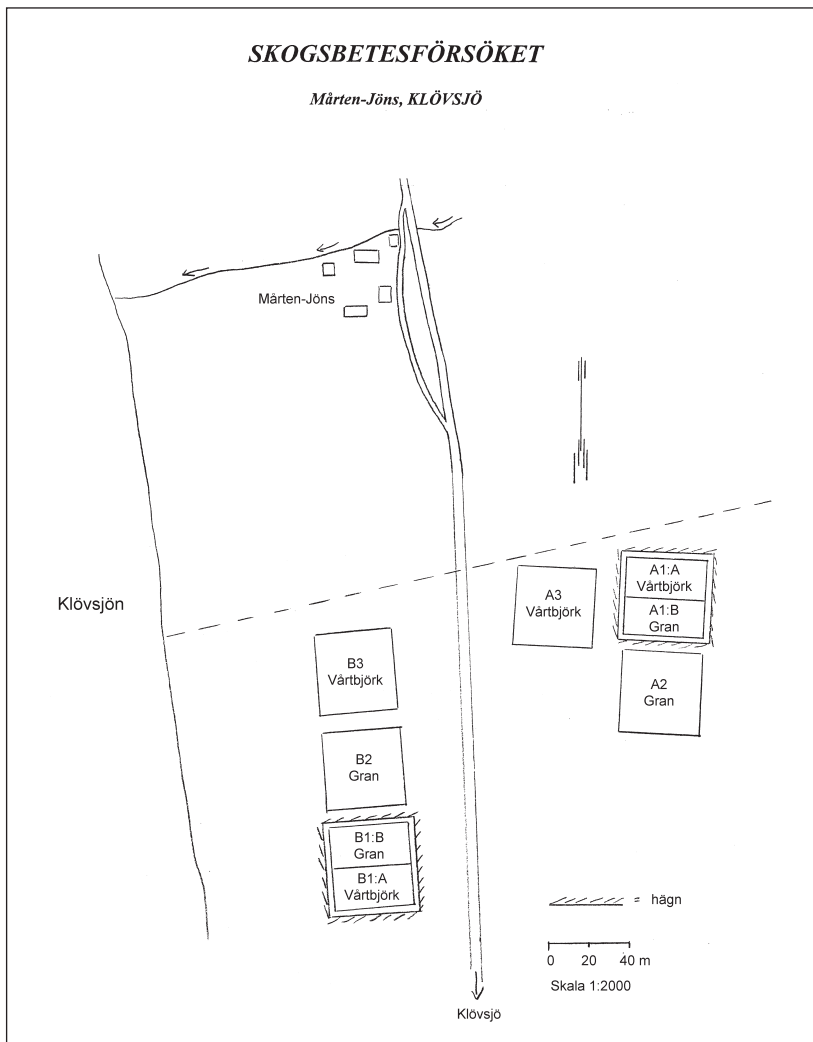 SKOGSBETESFÖRSÖKET
Mårten-Jöns, KLÖVSJÖ
Mårten-Jöns
Klövsjön
A3
Vårtbjörk
A1:A
Vårtbjörk
A1:B
Gran
A2
Gran
B3
Vårtbjörk
B2
Gran
B1:B
Gran
B1:A
Vårtbjörk
= hägn
0 20 40 m
Skala 1:2000
Klövsjö